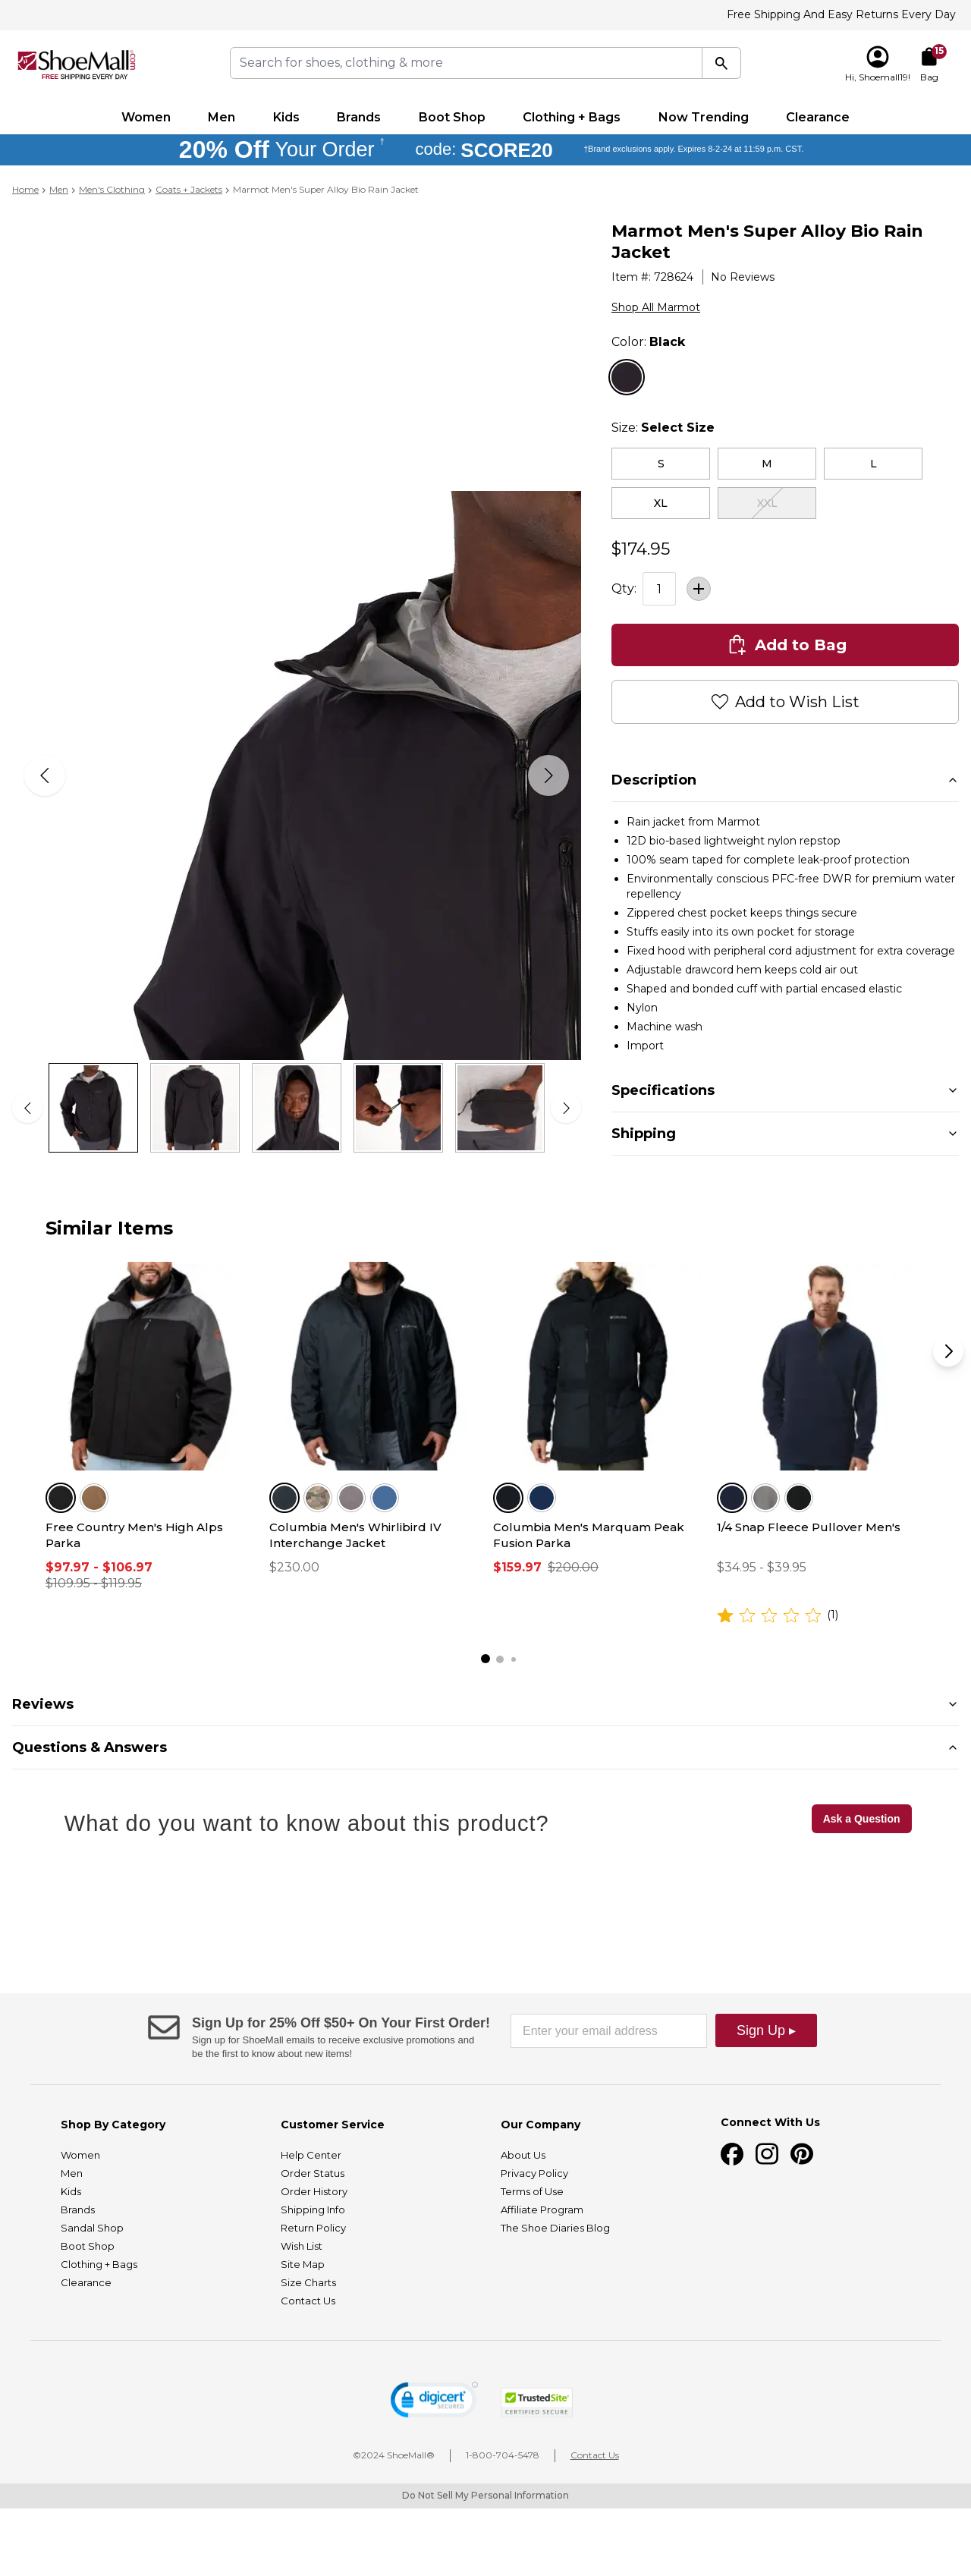 Free Shipping And Easy Returns Every Day
ShoeMall.com
FREE SHIPPING EVERY DAY
Search for shoes, clothing & more
15
Hi, Shoemall19!
Bag
Women
Men
Kids
Brands
Boot Shop
Clothing + Bags
Now Trending
Clearance
20% Off Your Order †
code: SCORE20
†Brand exclusions apply. Expires 8-2-24 at 11:59 p.m. CST.
Home > Men > Men's Clothing > Coats + Jackets > Marmot Men's Super Alloy Bio Rain Jacket
Marmot Men's Super Alloy Bio Rain
Jacket
Item #: 728624
No Reviews
Shop All Marmot
Color: Black
Size: Select Size
S
M
L
XL
XXL
$174.95
Qty:
1
Add to Bag
Add to Wish List
Description
Rain jacket from Marmot
12D bio-based lightweight nylon repstop
100% seam taped for complete leak-proof protection
Environmentally conscious PFC-free DWR for premium water
repellency
Zippered chest pocket keeps things secure
Stuffs easily into its own pocket for storage
Fixed hood with peripheral cord adjustment for extra coverage
Adjustable drawcord hem keeps cold air out
Shaped and bonded cuff with partial encased elastic
Nylon
Machine wash
Import
Specifications
Shipping
Similar Items
Free Country Men's High Alps
Parka
$97.97 - $106.97
$109.95 - $119.95
Columbia Men's Whirlibird IV
Interchange Jacket
$230.00
Columbia Men's Marquam Peak
Fusion Parka
$159.97 $200.00
1/4 Snap Fleece Pullover Men's
$34.95 - $39.95
(1)
Reviews
Questions & Answers
What do you want to know about this product?
Ask a Question
Sign Up for 25% Off $50+ On Your First Order!
Sign up for ShoeMall emails to receive exclusive promotions and
be the first to know about new items!
Enter your email address
Sign Up ▸
Shop By Category
Women
Men
Kids
Brands
Sandal Shop
Boot Shop
Clothing + Bags
Clearance
Customer Service
Help Center
Order Status
Order History
Shipping Info
Return Policy
Wish List
Site Map
Size Charts
Contact Us
Our Company
About Us
Privacy Policy
Terms of Use
Affiliate Program
The Shoe Diaries Blog
Connect With Us
digicert
SECURED
TrustedSite
CERTIFIED SECURE
©2024 ShoeMall®
1-800-704-5478
Contact Us
Do Not Sell My Personal Information